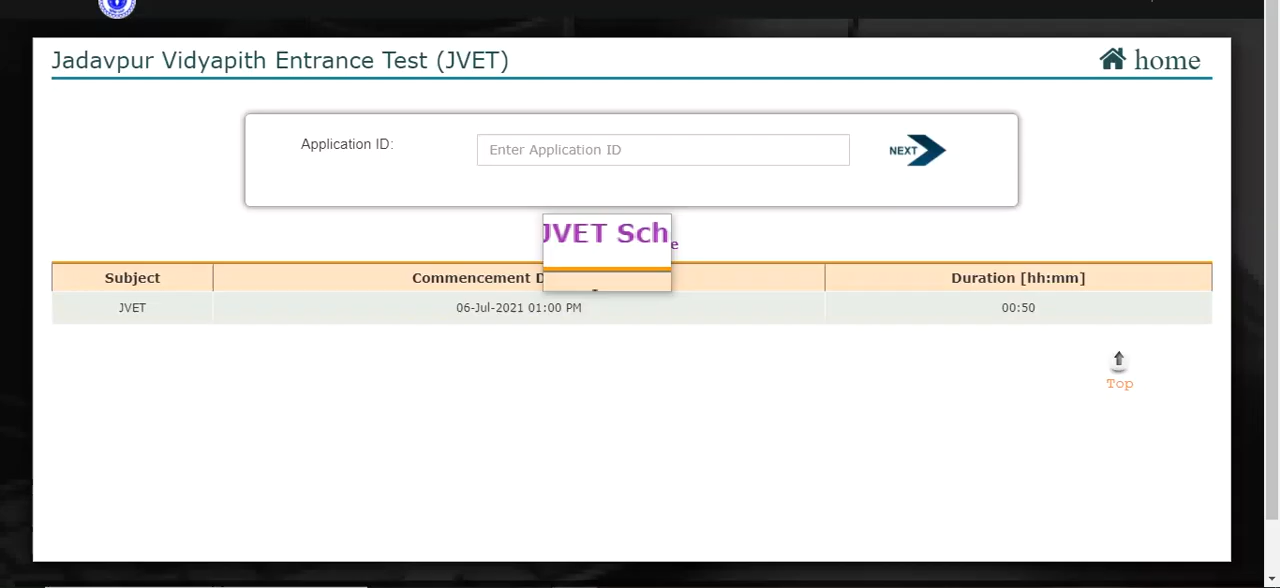 Jadavpur Vidyapith Entrance Test (JVET)
home
Application ID:
Enter Application ID
NEXT
JVET Sch
Subject
Commencement D
Duration [hh:mm]
JVET
06-Jul-2021 01:00 PM
00:50
Top